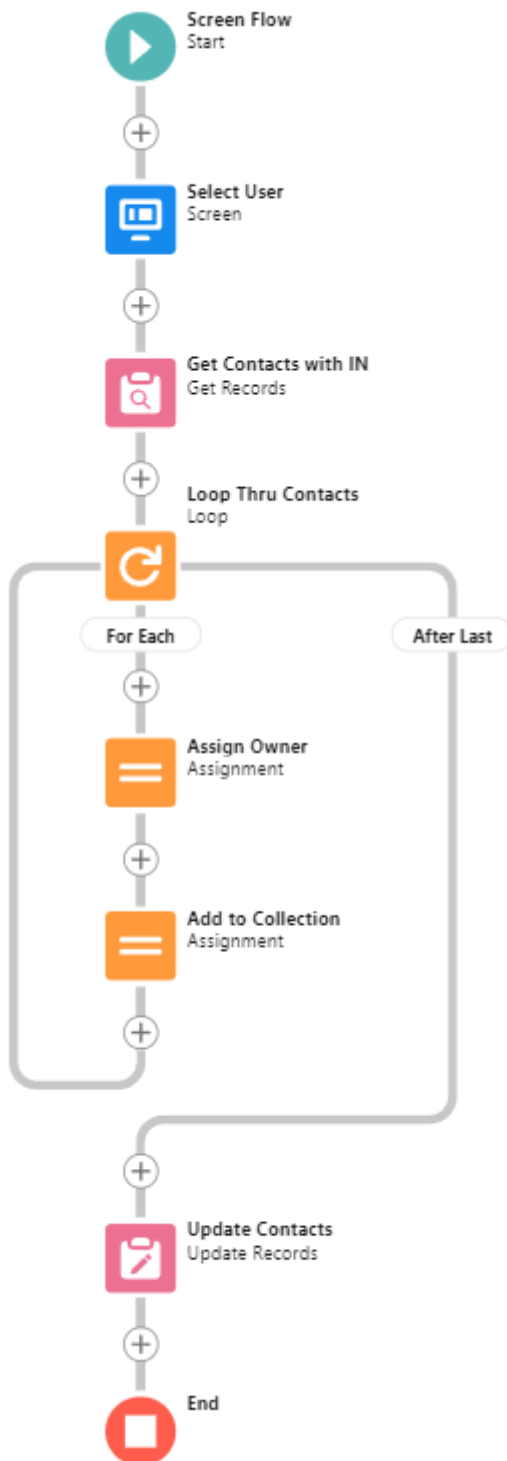 Screen Flow
Start
Select User
Screen
Get Contacts with IN
Get Records
Loop Thru Contacts
Loop
For Each
After Last
Assign Owner
Assignment
Add to Collection
Assignment
Update Contacts
Update Records
End